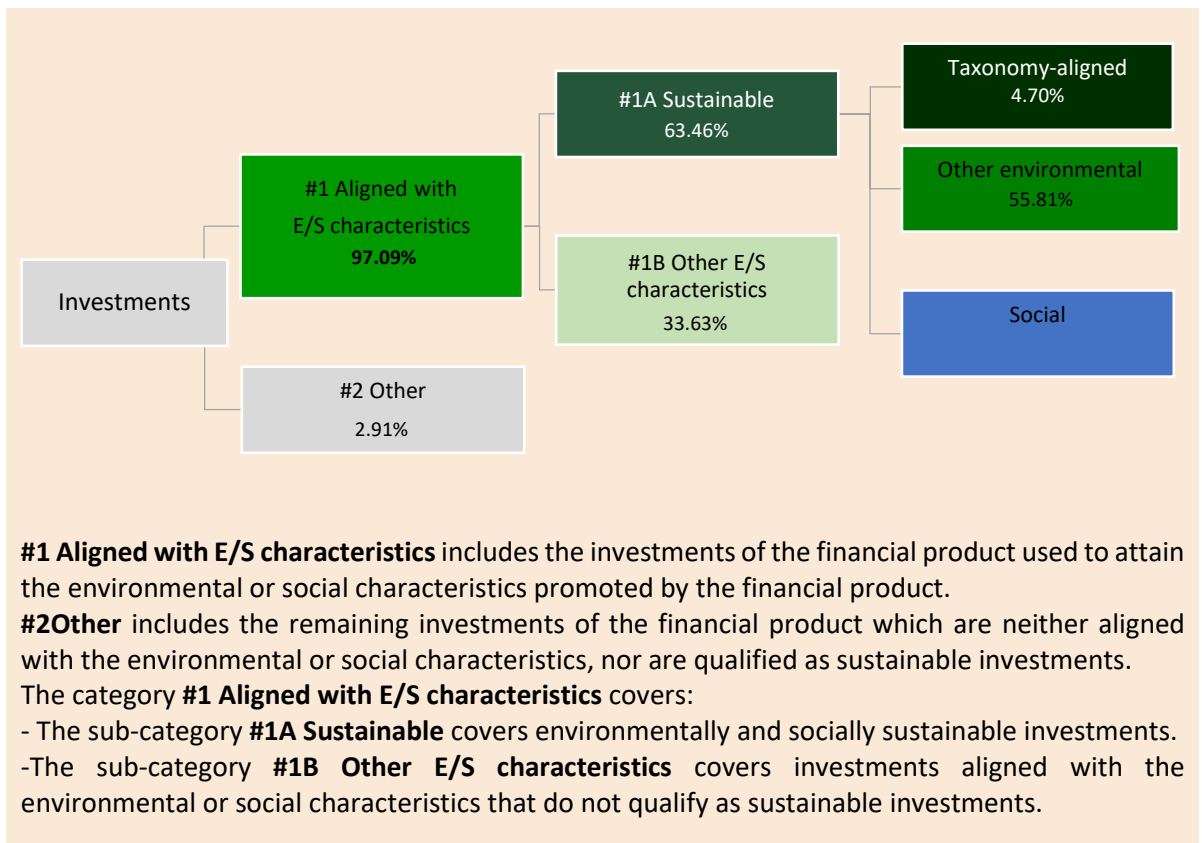 Investments
#1 Aligned with
E/S characteristics
97.09%
#2 Other
2.91%
#1A Sustainable
63.46%
#1B Other E/S
characteristics
33.63%
Taxonomy-aligned
4.70%
Other environmental
55.81%
Social
#1 Aligned with E/S characteristics includes the investments of the financial product used to attain
the environmental or social characteristics promoted by the financial product.
#2Other includes the remaining investments of the financial product which are neither aligned
with the environmental or social characteristics, nor are qualified as sustainable investments.
The category #1 Aligned with E/S characteristics covers:
- The sub-category #1A Sustainable covers environmentally and socially sustainable investments.
-The sub-category #1B Other E/S characteristics covers investments aligned with the
environmental or social characteristics that do not qualify as sustainable investments.